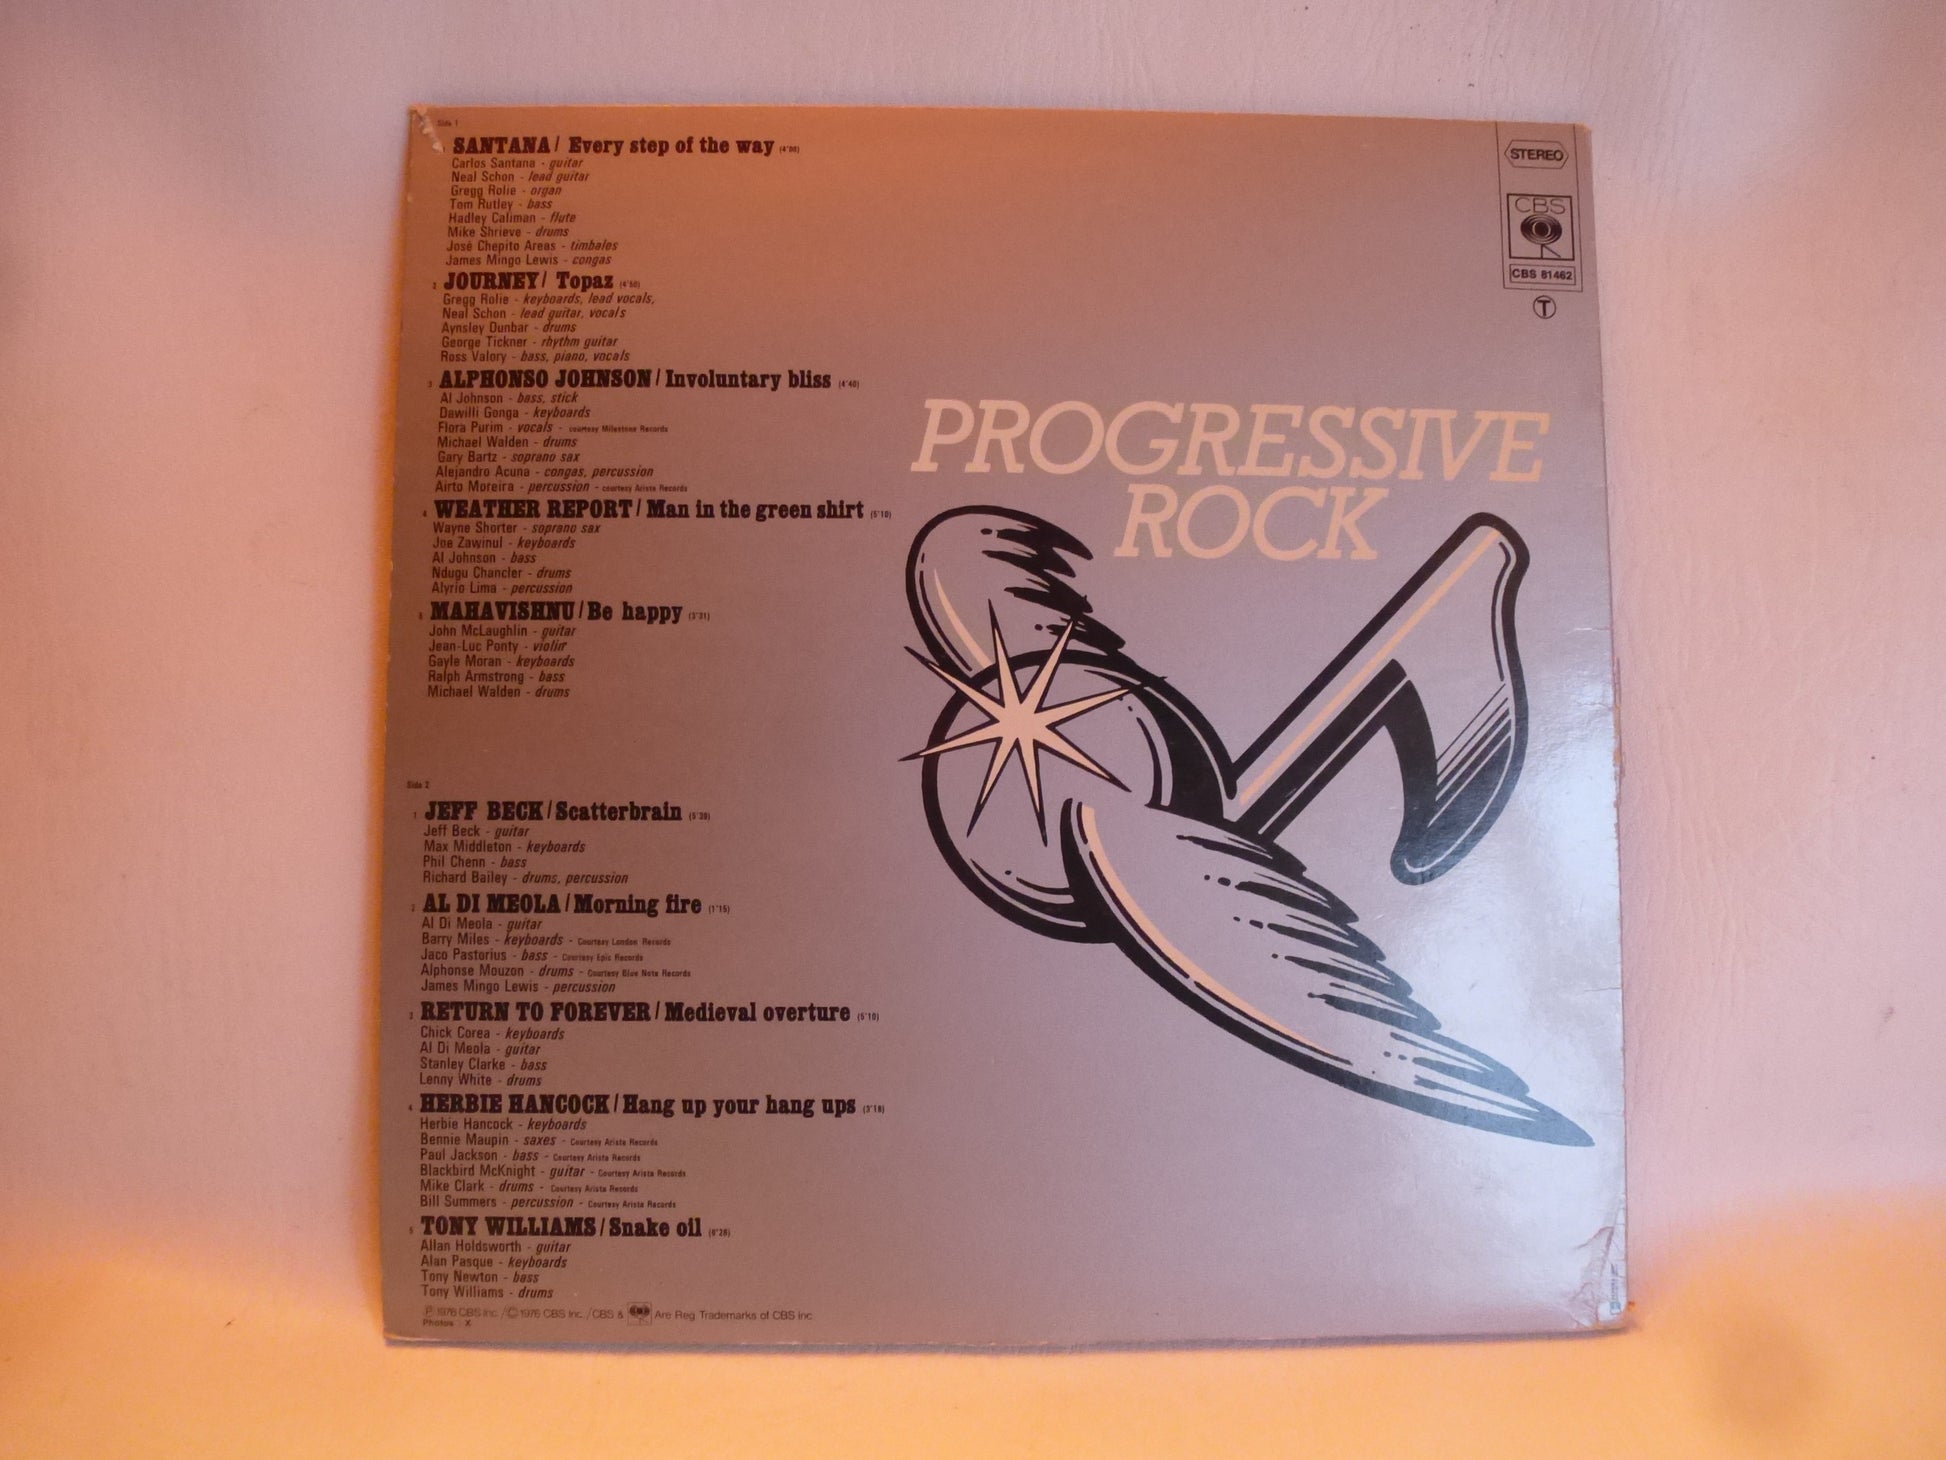 Side 1
1 SANTANA / Every step of the way
Carlos Santana - guitar
Neal Schon - lead guitar
Gregg Rolie - organ
Tom Rutley - bass
Hadley Caliman - flute
Mike Shrieve - drums
José Chepito Areas - timbales
James Mingo Lewis - congas
2 JOURNEY / Topaz (4'50)
Gregg Rolie - keyboards, lead vocals,
Neal Schon - lead guitar, vocals
Aynsley Dunbar - drums
George Tickner - rhythm guitar
Ross Valory - bass, piano, vocals
3 ALPHONSO JOHNSON / Involuntary bliss (4'40)
Al Johnson - bass, stick
Dawilli Gonga - keyboards
Flora Purim - vocals - courtesy Milestone Records
Michael Walden - drums
Gary Bartz - soprano sax
Alejandro Acuna - congas, percussion
Airto Moreira - percussion - courtesy Arista Records
4 WEATHER REPORT / Man in the green shirt (5'10)
Wayne Shorter - soprano sax
Joe Zawinul - keyboards
Al Johnson - bass
Ndugu Chancler - drums
Alyrio Lima - percussion
5 MAHAVISHNU / Be happy (3'31)
John McLaughlin - guitar
Jean-Luc Ponty - violin
Gayle Moran - keyboards
Ralph Armstrong - bass
Michael Walden - drums
Side 2
1 JEFF BECK / Scatterbrain
Jeff Beck - guitar
Max Middleton - keyboards
Phil Chenn - bass
Richard Bailey - drums, percussion
2 AL DI MEOLA / Morning fire (1'15)
Al Di Meola - guitar
Barry Miles - keyboards - Courtesy London Records
Jaco Pastorius - bass - Courtesy Epic Records
Alphonse Mouzon - drums - Courtesy Blue Note Records
James Mingo Lewis - percussion
3 RETURN TO FOREVER / Medieval overture (5'10)
Chick Corea - keyboards
Al Di Meola - guitar
Stanley Clarke - bass
Lenny White - drums
4 HERBIE HANCOCK / Hang up your hang ups (3'18)
Herbie Hancock - keyboards
Bennie Maupin - saxes - Courtesy Arista Records
Paul Jackson - bass - Courtesy Arista Records
Blackbird McKnight - guitar - Courtesy Arista Records
Mike Clark - drums - Courtesy Arista Records
Bill Summers - percussion - Courtesy Arista Records
5 TONY WILLIAMS / Snake oil (6'28)
Allan Holdsworth - guitar
Alan Pasque - keyboards
Tony Newton - bass
Tony Williams - drums
Ⓟ 1976 CBS Inc. / © 1976 CBS Inc. / CBS & Are Reg. Trademarks of CBS Inc
Photos : X
STEREO
CBS
CBS 81462
T
PROGRESSIVE
ROCK